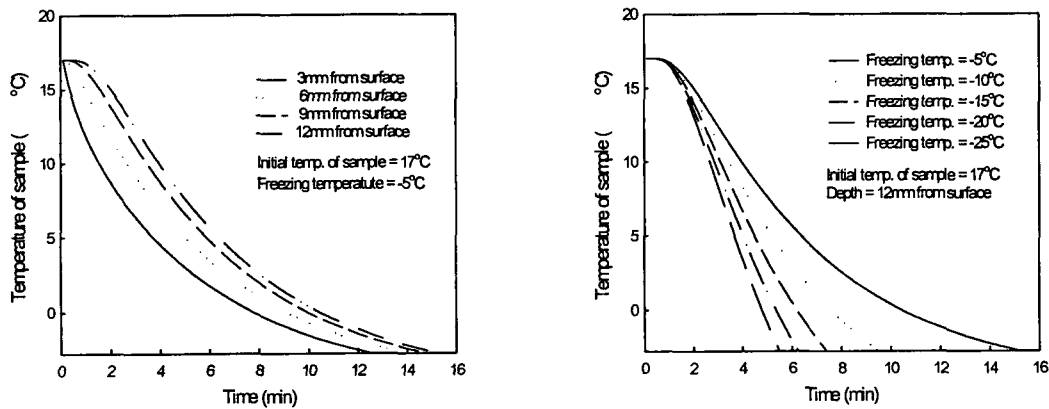 20
15
10
5
0
0 2 4 6 8 10 12 14 16
Temperature of sample ( °C)
Time (min)
3mm from surface
6mm from surface
9mm from surface
12mm from surface
Initial temp. of sample = 17°C
Freezing temperatute = -5°C
20
15
10
5
0
0 2 4 6 8 10 12 14 16
Temperature of sample ( °C)
Time (min)
Freezing temp. = -5°C
Freezing temp. = -10°C
Freezing temp. = -15°C
Freezing temp. = -20°C
Freezing temp. = -25°C
Initial temp. of sample = 17°C
Depth = 12mm from surface